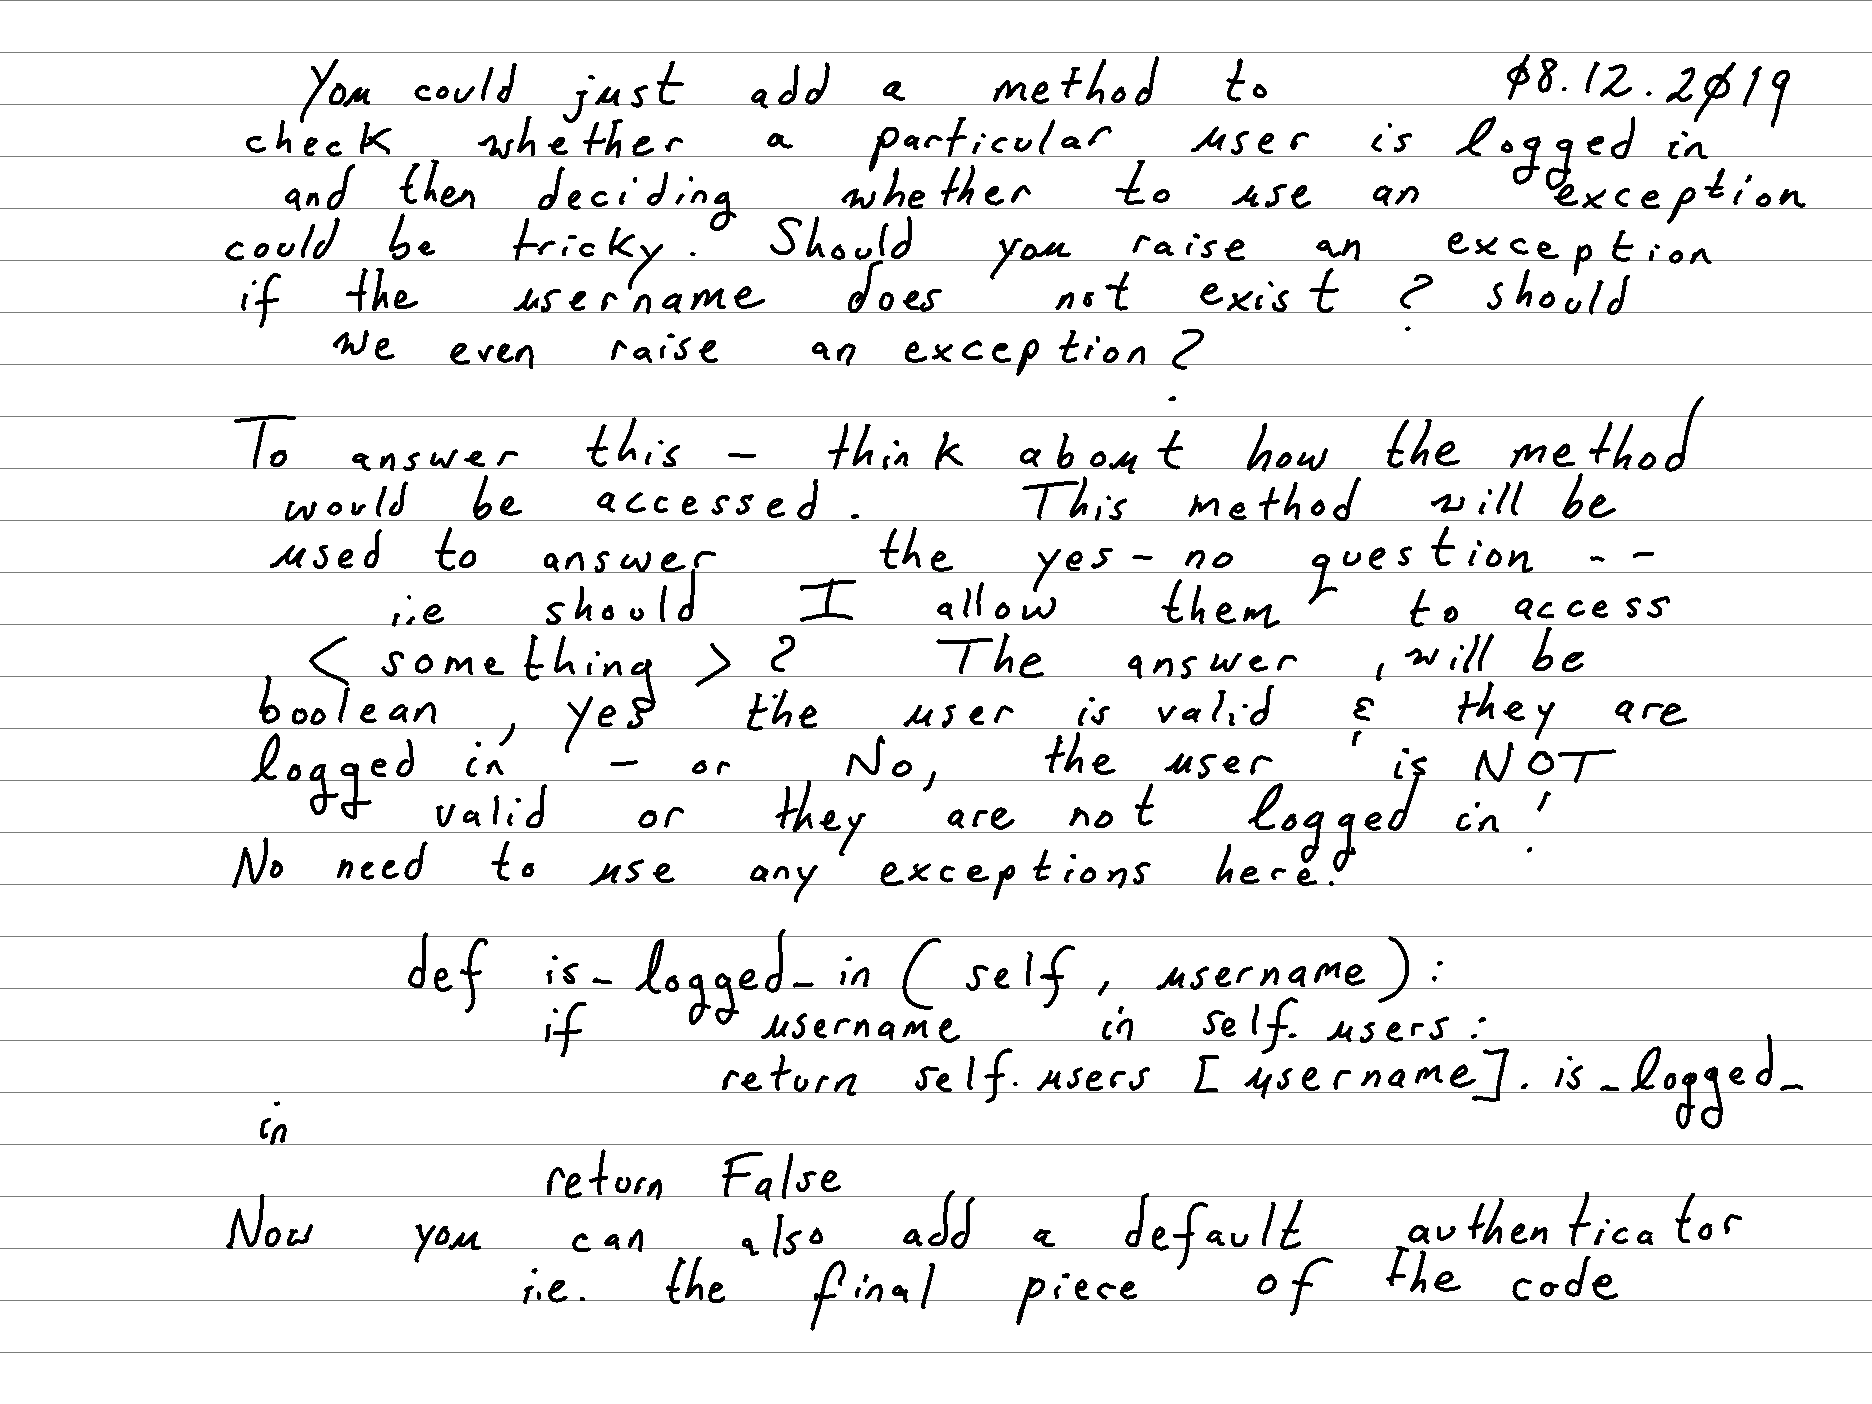 You could just add a method to 08.12.2019
check whether a particular user is logged in
and then deciding whether to use an exception
could be tricky. Should you raise an exception
if the username does not exist? should
we even raise an exception?
To answer this - think about how the method
would be accessed. This method will be
used to answer the yes-no question --
i.e should I allow them to access
<something>? The answer, will be
boolean, yes the user is valid & they are
logged in - or No, the user is NOT
valid or they are not logged in!
No need to use any exceptions here.
def is_logged_in (self, username):
if username in self.users:
return self.users [username].is_logged_
in
return False
Now you can also add a default authenticator
i.e. the final piece of the code